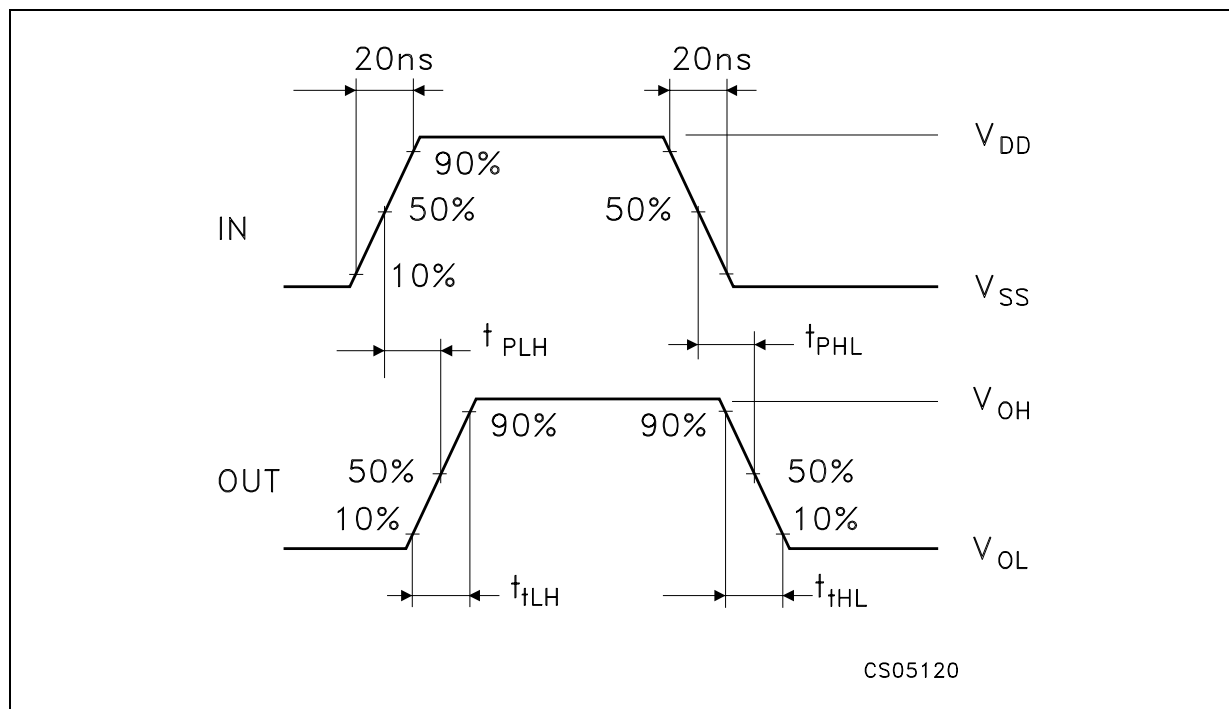 20ns 20ns
V DD
90%
IN 50% 50%
10%
V SS
t PLH t PHL
V OH
90% 90%
OUT 50% 50%
10% 10%
V OL
t tLH t tHL
CS05120